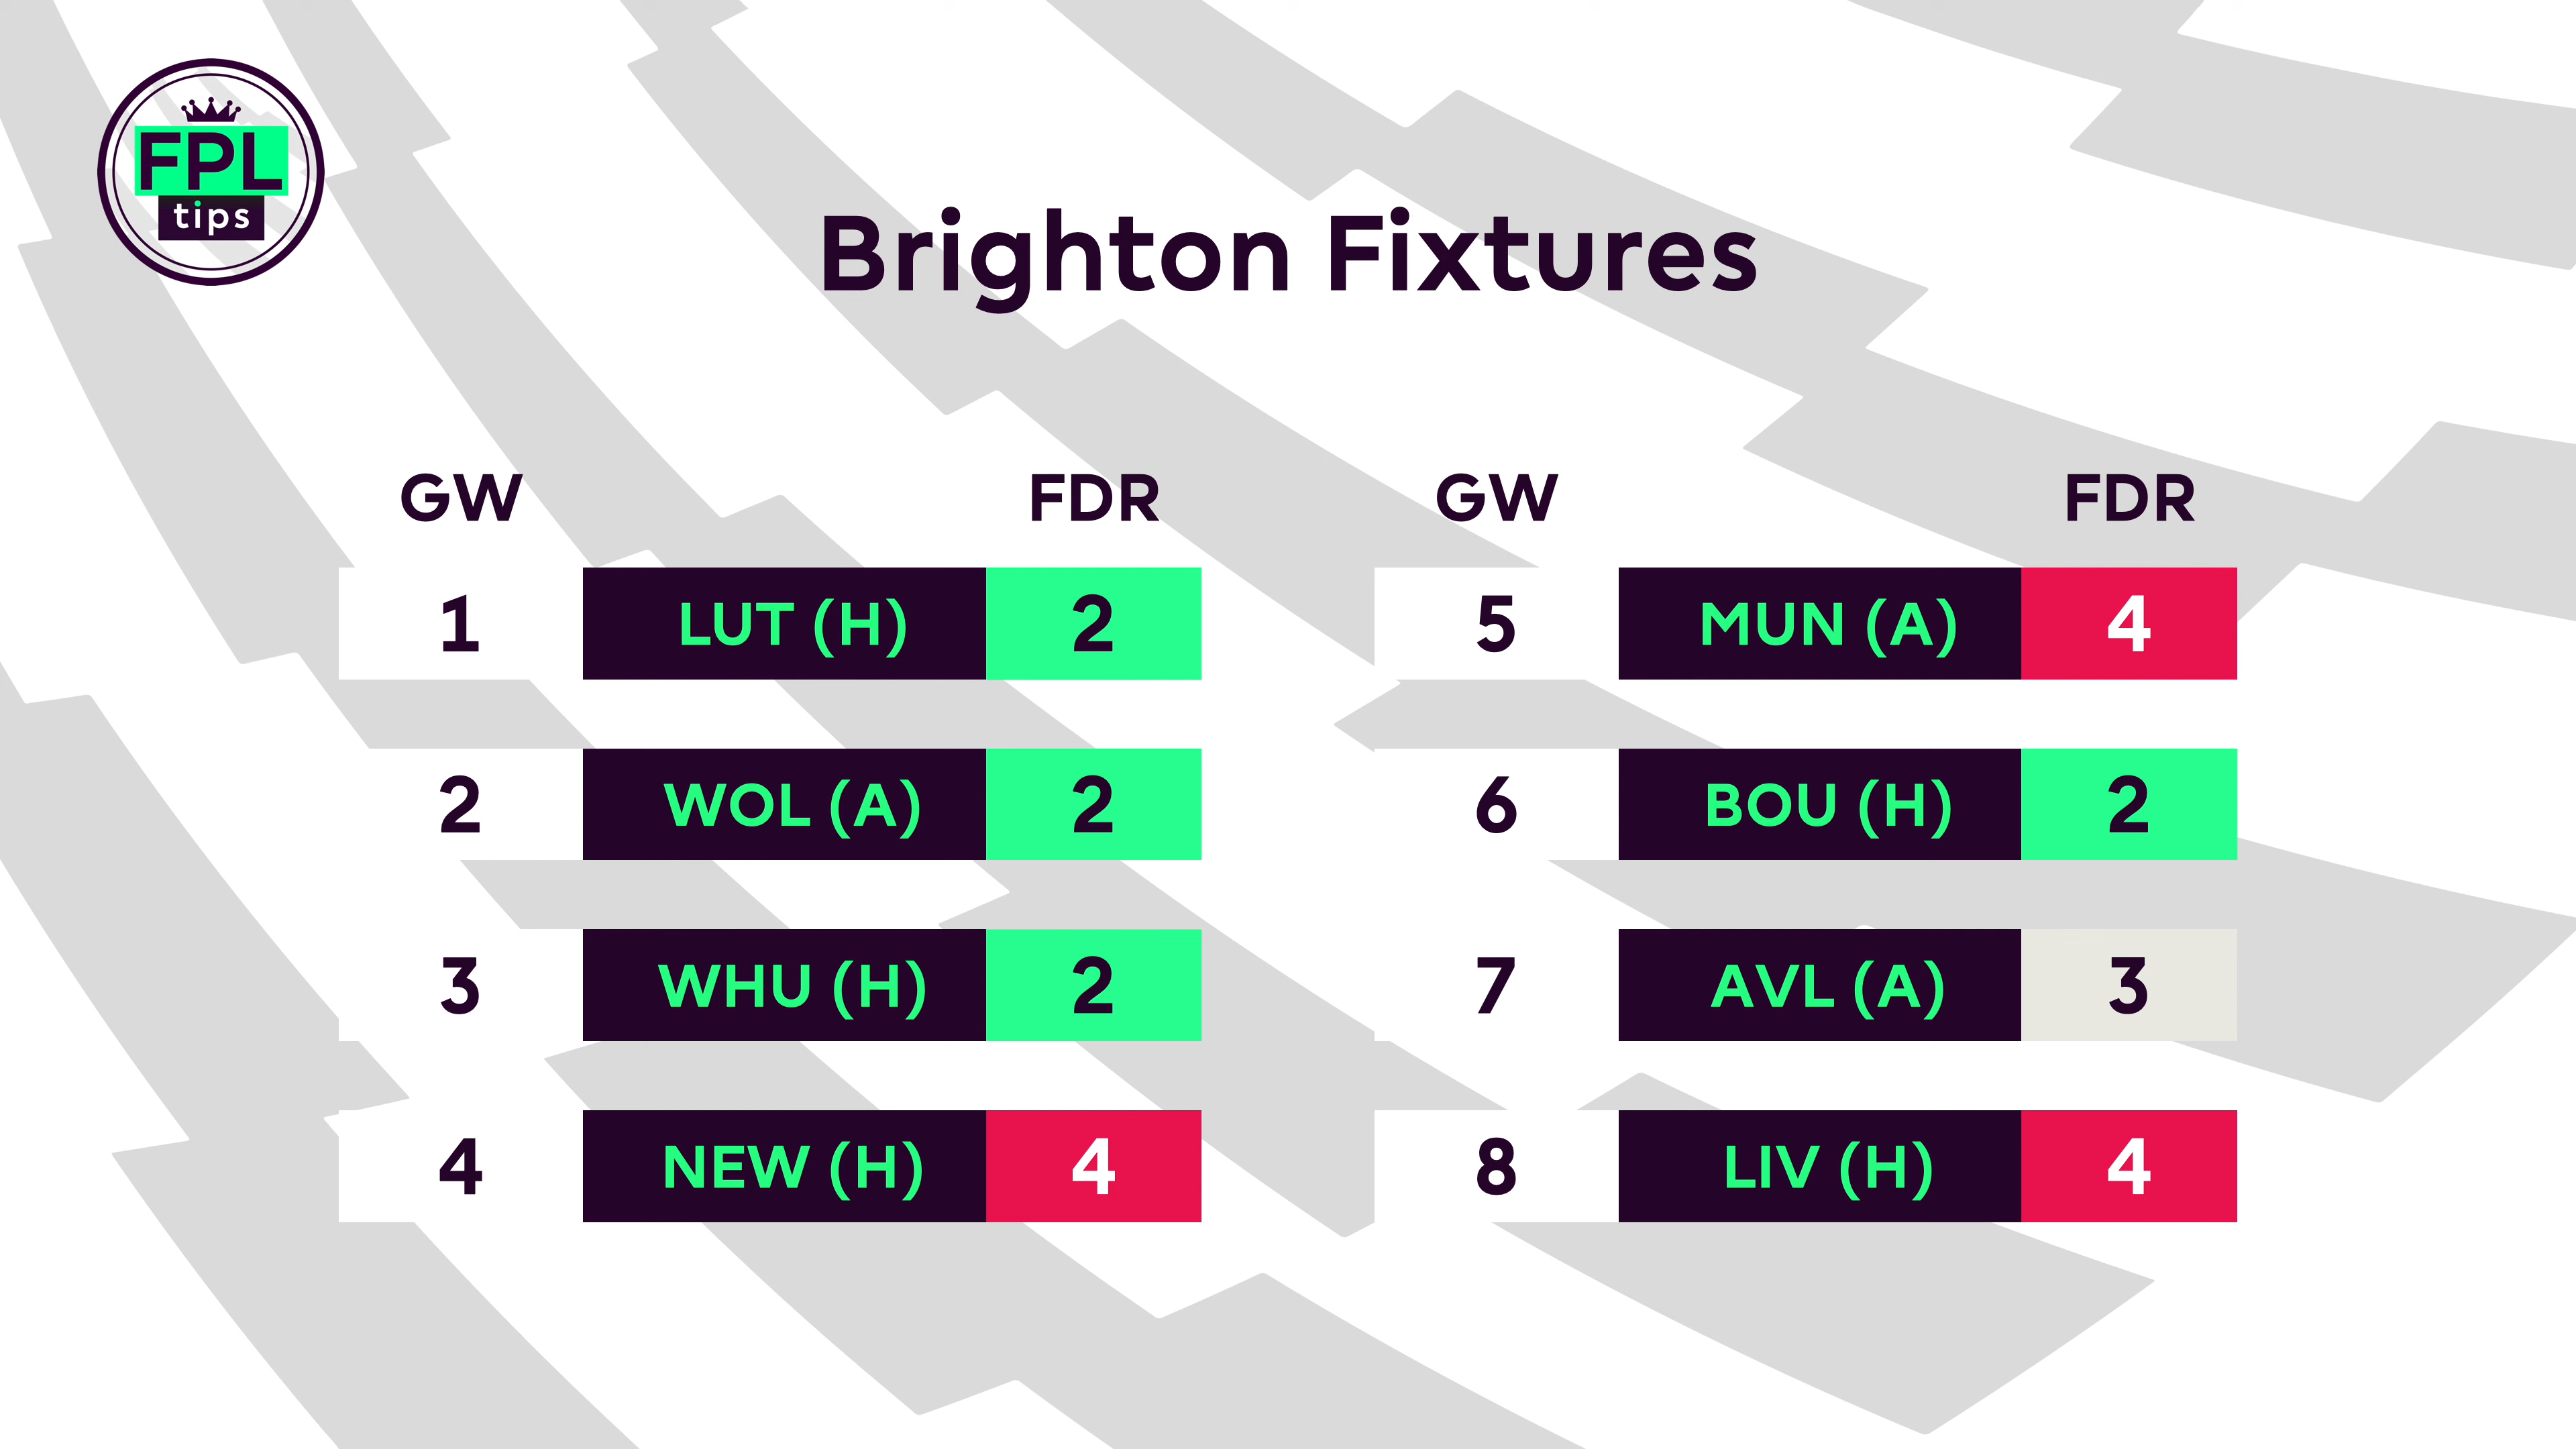 FPL
tips
Brighton Fixtures
GW FDR
1 LUT (H) 2
2 WOL (A) 2
3 WHU (H) 2
4 NEW (H) 4
GW FDR
5 MUN (A) 4
6 BOU (H) 2
7 AVL (A) 3
8 LIV (H) 4